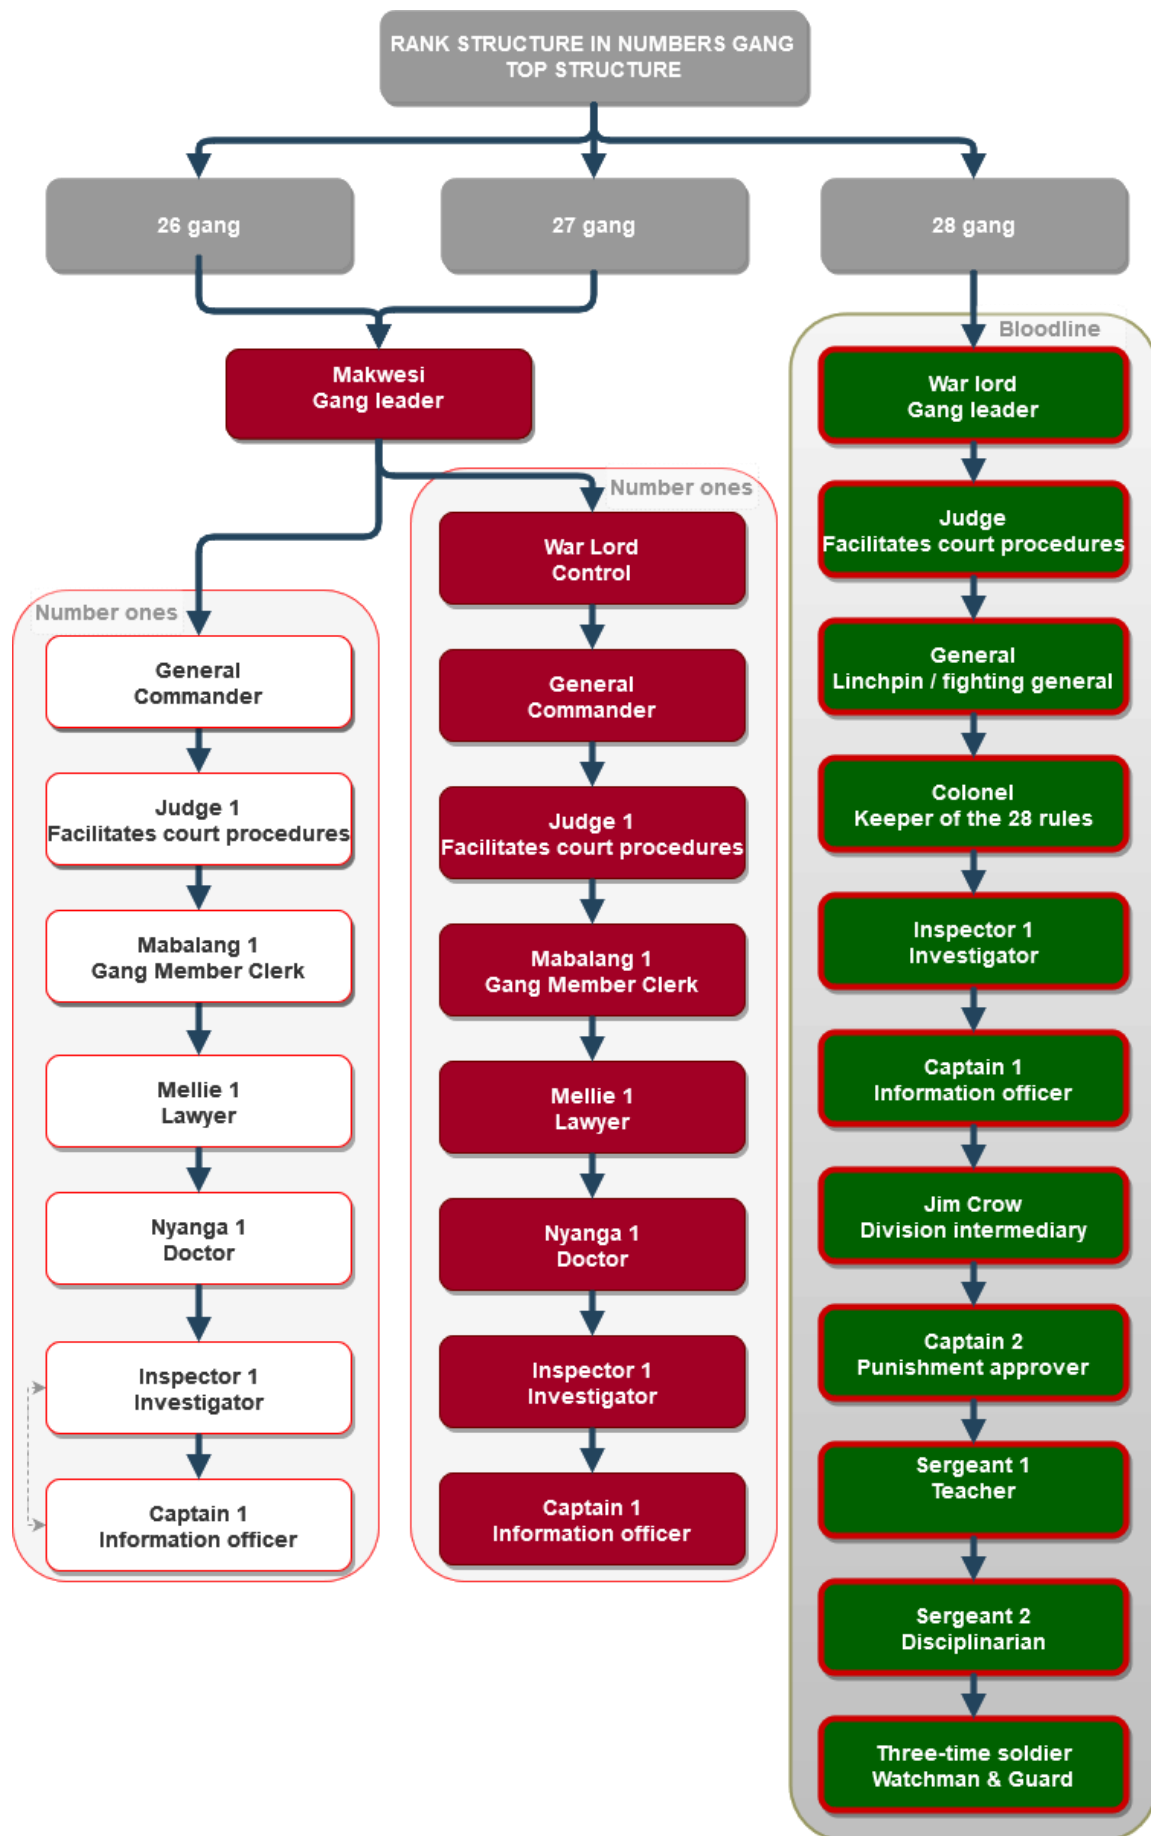 RANK STRUCTURE IN NUMBERS GANG
TOP STRUCTURE
26 gang
27 gang
28 gang
Makwesi
Gang leader
Number ones
General
Commander
Judge 1
Facilitates court procedures
Mabalang 1
Gang Member Clerk
Mellie 1
Lawyer
Nyanga 1
Doctor
Inspector 1
Investigator
Captain 1
Information officer
Number ones
War Lord
Control
General
Commander
Judge 1
Facilitates court procedures
Mabalang 1
Gang Member Clerk
Mellie 1
Lawyer
Nyanga 1
Doctor
Inspector 1
Investigator
Captain 1
Information officer
Bloodline
War lord
Gang leader
Judge
Facilitates court procedures
General
Linchpin / fighting general
Colonel
Keeper of the 28 rules
Inspector 1
Investigator
Captain 1
Information officer
Jim Crow
Division intermediary
Captain 2
Punishment approver
Sergeant 1
Teacher
Sergeant 2
Disciplinarian
Three-time soldier
Watchman & Guard